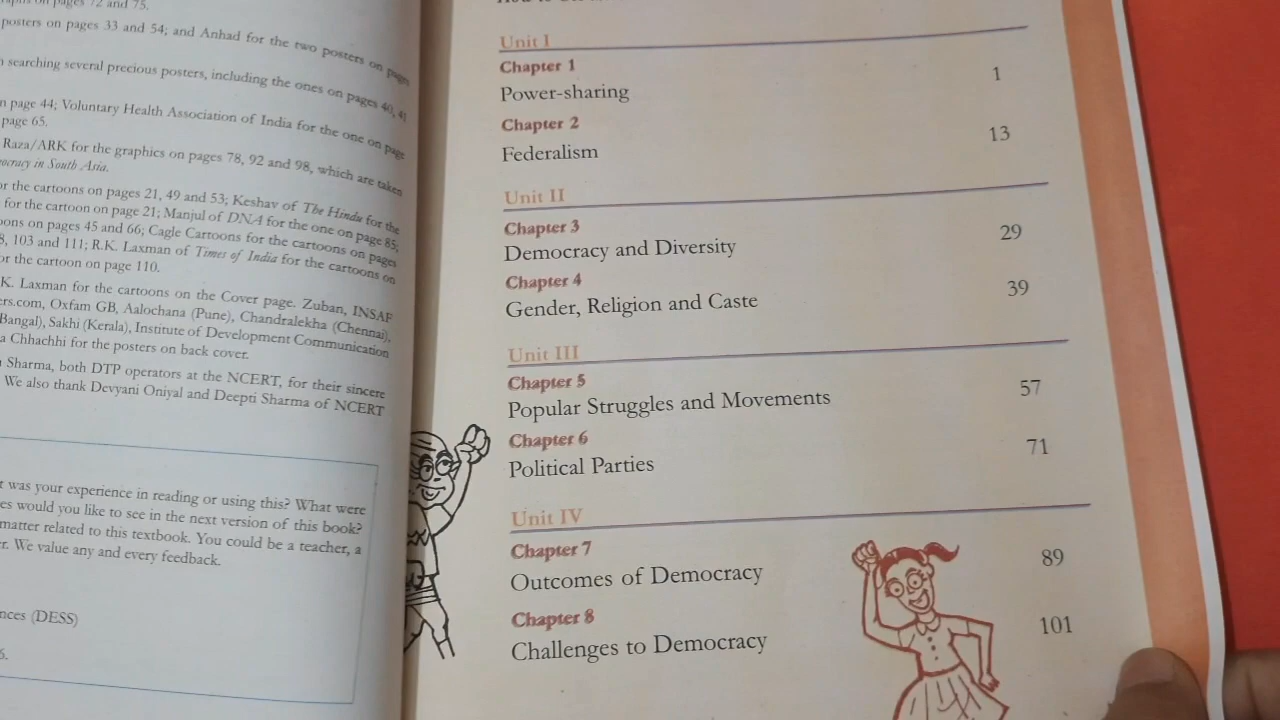 on pages 72 and 75.
posters on pages 33 and 54; and Anhad for the two posters on pages
searching several precious posters, including the ones on pages 40, 41
page 44; Voluntary Health Association of India for the one on page
page 65.
Raza/ARK for the graphics on pages 78, 92 and 98, which are taken
in South Asia.
for the cartoons on pages 21, 49 and 53; Keshav of The Hindu for the
for the cartoon on page 21; Manjul of DNA for the one on page 85;
on pages 45 and 66; Cagle Cartoons for the cartoons on pages
103 and 111; R.K. Laxman of Times of India for the cartoons on
for the cartoon on page 110.
K. Laxman for the cartoons on the Cover page. Zuban, INSAF
Oxfam GB, Aalochana (Pune), Chandralekha (Chennai),
Bangal), Sakhi (Kerala), Institute of Development Communication
Chhachhi for the posters on back cover.
Sharma, both DTP operators at the NCERT, for their sincere
We also thank Devyani Oniyal and Deepti Sharma of NCERT
was your experience in reading or using this? What were
would you like to see in the next version of this book?
matter related to this textbook. You could be a teacher, a
We value any and every feedback.
(DESS)
Unit I
Chapter 1
Power-sharing 1
Chapter 2
Federalism 13
Unit II
Chapter 3
Democracy and Diversity 29
Chapter 4
Gender, Religion and Caste 39
Unit III
Chapter 5
Popular Struggles and Movements 57
Chapter 6
Political Parties 71
Unit IV
Chapter 7
Outcomes of Democracy 89
Chapter 8
Challenges to Democracy 101